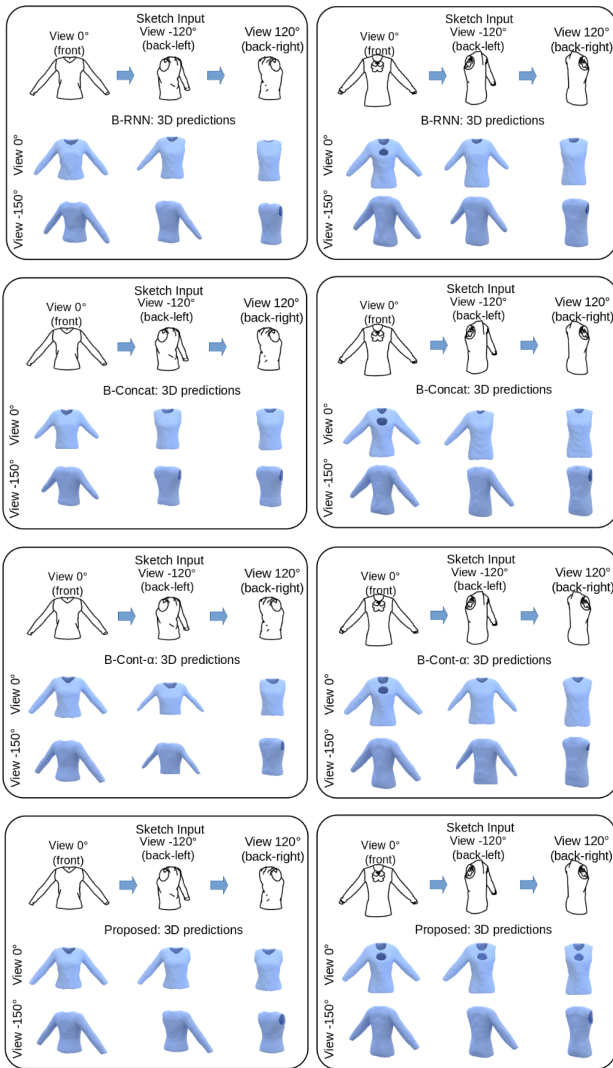 Sketch Input
View 0°
(front)
View -120°
(back-left)
View 120°
(back-right)
B-RNN: 3D predictions
View 0°
View -150°
Sketch Input
View 0°
(front)
View -120°
(back-left)
View 120°
(back-right)
B-RNN: 3D predictions
View 0°
View -150°
Sketch Input
View 0°
(front)
View -120°
(back-left)
View 120°
(back-right)
B-Concat: 3D predictions
View 0°
View -150°
Sketch Input
View 0°
(front)
View -120°
(back-left)
View 120°
(back-right)
B-Concat: 3D predictions
View 0°
View -150°
Sketch Input
View 0°
(front)
View -120°
(back-left)
View 120°
(back-right)
B-Cont-α: 3D predictions
View 0°
View -150°
Sketch Input
View 0°
(front)
View -120°
(back-left)
View 120°
(back-right)
B-Cont-α: 3D predictions
View 0°
View -150°
Sketch Input
View 0°
(front)
View -120°
(back-left)
View 120°
(back-right)
Proposed: 3D predictions
View 0°
View -150°
Sketch Input
View 0°
(front)
View -120°
(back-left)
View 120°
(back-right)
Proposed: 3D predictions
View 0°
View -150°